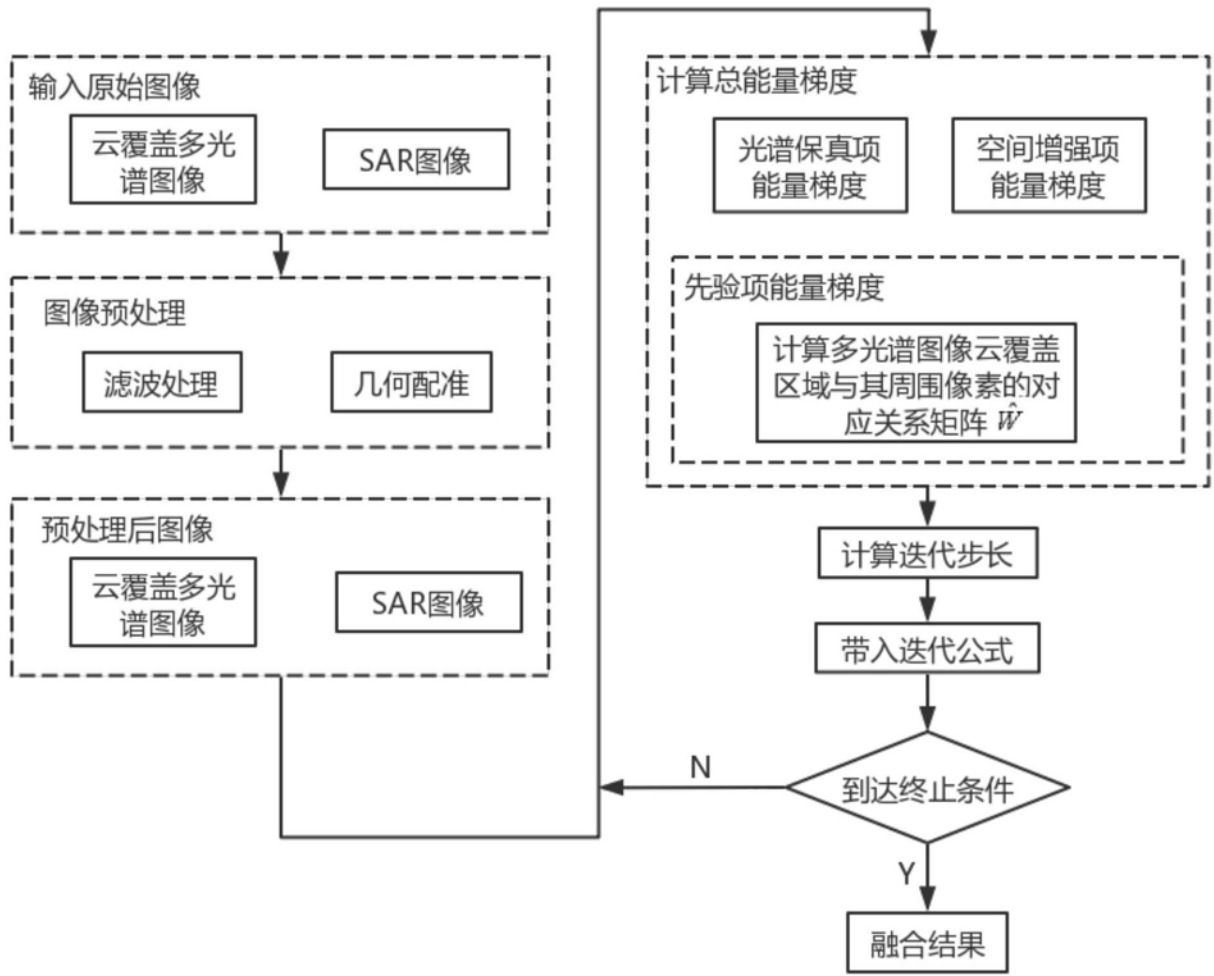 输入原始图像
云覆盖多光
谱图像
SAR图像
图像预处理
滤波处理
几何配准
预处理后图像
云覆盖多光
谱图像
SAR图像
计算总能量梯度
光谱保真项
能量梯度
空间增强项
能量梯度
先验项能量梯度
计算多光谱图像云覆盖
区域与其周围像素的对
应关系矩阵 Ŵ
计算迭代步长
带入迭代公式
到达终止条件
N
Y
融合结果